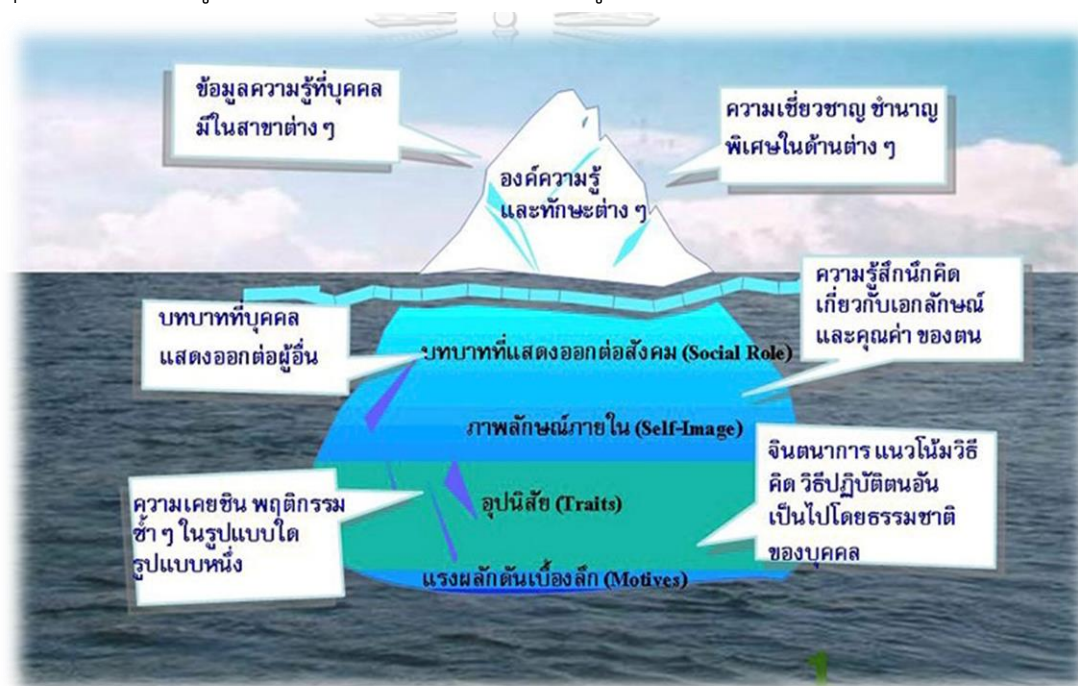 ข้อมูลความรู้ที่บุคคล
มีในสาขาต่าง ๆ
ความเชี่ยวชาญ ชำนาญ
พิเศษในด้านต่าง ๆ
องค์ความรู้
และทักษะต่าง ๆ
บทบาทที่บุคคล
แสดงออกต่อผู้อื่น
ความรู้สึกนึกคิด
เกี่ยวกับเอกลักษณ์
และคุณค่า ของตน
บทบาทที่แสดงออกต่อสังคม (Social Role)
ภาพลักษณ์ภายใน (Self-Image)
ความเคยชิน พฤติกรรม
ซ้ำ ๆ ในรูปแบบใด
รูปแบบหนึ่ง
อุปนิสัย (Traits)
จินตนาการ แนวโน้มวิธี
คิด วิธีปฏิบัติตนอัน
เป็นไปโดยธรรมชาติ
ของบุคคล
แรงผลักดันเบื้องลึก (Motives)